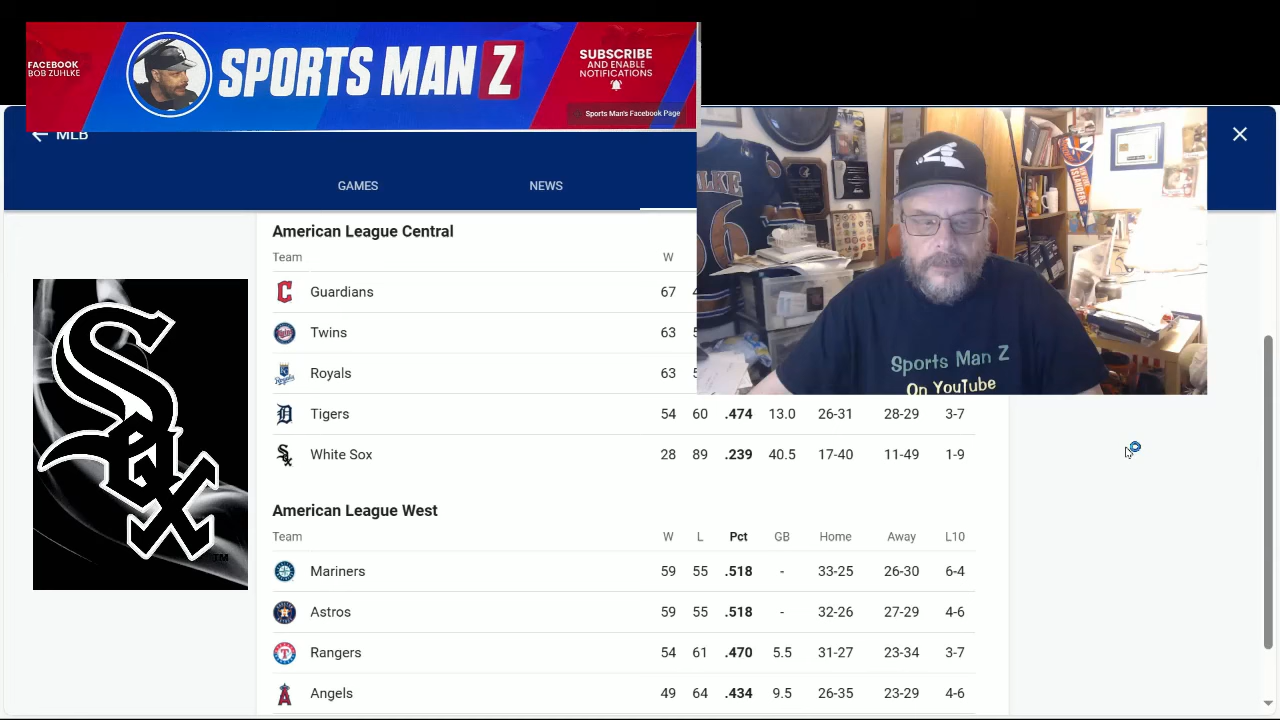 FACEBOOK
BOB ZUHLKE
SPORTS MAN Z
SUBSCRIBE
AND ENABLE
NOTIFICATIONS
Sports Man's Facebook Page
MLB
GAMES NEWS
American League Central
Team W
Guardians 67
Twins 63
Royals 63
Tigers 54 60 .474 13.0 26-31 28-29 3-7
White Sox 28 89 .239 40.5 17-40 11-49 1-9
American League West
Team W L Pct GB Home Away L10
Mariners 59 55 .518 - 33-25 26-30 6-4
Astros 59 55 .518 - 32-26 27-29 4-6
Rangers 54 61 .470 5.5 31-27 23-34 3-7
Angels 49 64 .434 9.5 26-35 23-29 4-6
Sports Man Z
On YouTube